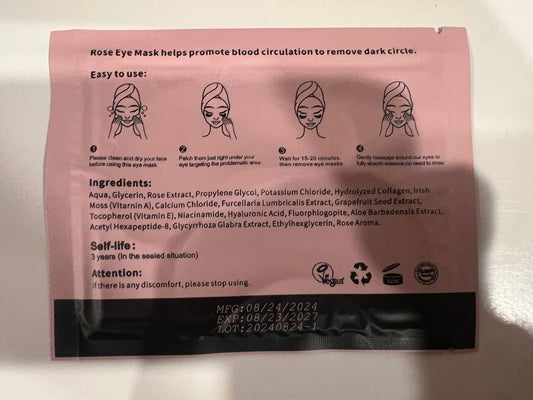 Rose Eye Mask helps promote blood circulation to remove dark circle.
Easy to use:
1 2 3 4
Please clean and dry your face
before using this eye mask
Patch them just right under your
eye targeting the problematic area
Wait for 15-20 minutes,
then remove eye masks
Gently massage around our eyes to
fully absorb essence no need to rinse
Ingredients:
Aqua, Glycerin, Rose Extract, Propylene Glycol, Potassium Chloride, Hydrolyzed Collagen, Irish
Moss (Vitamin A), Calcium Chloride, Furcellaria Lumbricalis Extract, Grapefruit Seed Extract,
Tocopherol (Vitamin E), Niacinamide, Hyaluronic Acid, Fluorphlogopite, Aloe Barbadensis Extract,
Acetyl Hexapeptide-8, Glycyrrhoza Glabra Extract, Ethylhexglycerin, Rose Aroma.
Self-life:
3 years (in the sealed situation)
Attention:
if there is any discomfort, please stop using.
Vegan
MFG:08/24/2024
EXP:08/23/2027
LOT:20240824-1